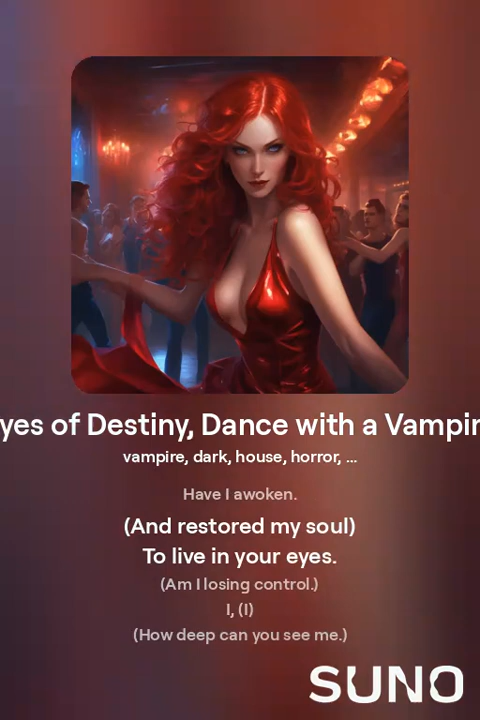 yes of Destiny, Dance with a Vampir
vampire, dark, house, horror, ...
Have I awoken.
(And restored my soul)
To live in your eyes.
(Am I losing control.)
I, (I)
(How deep can you see me.)
SUNO